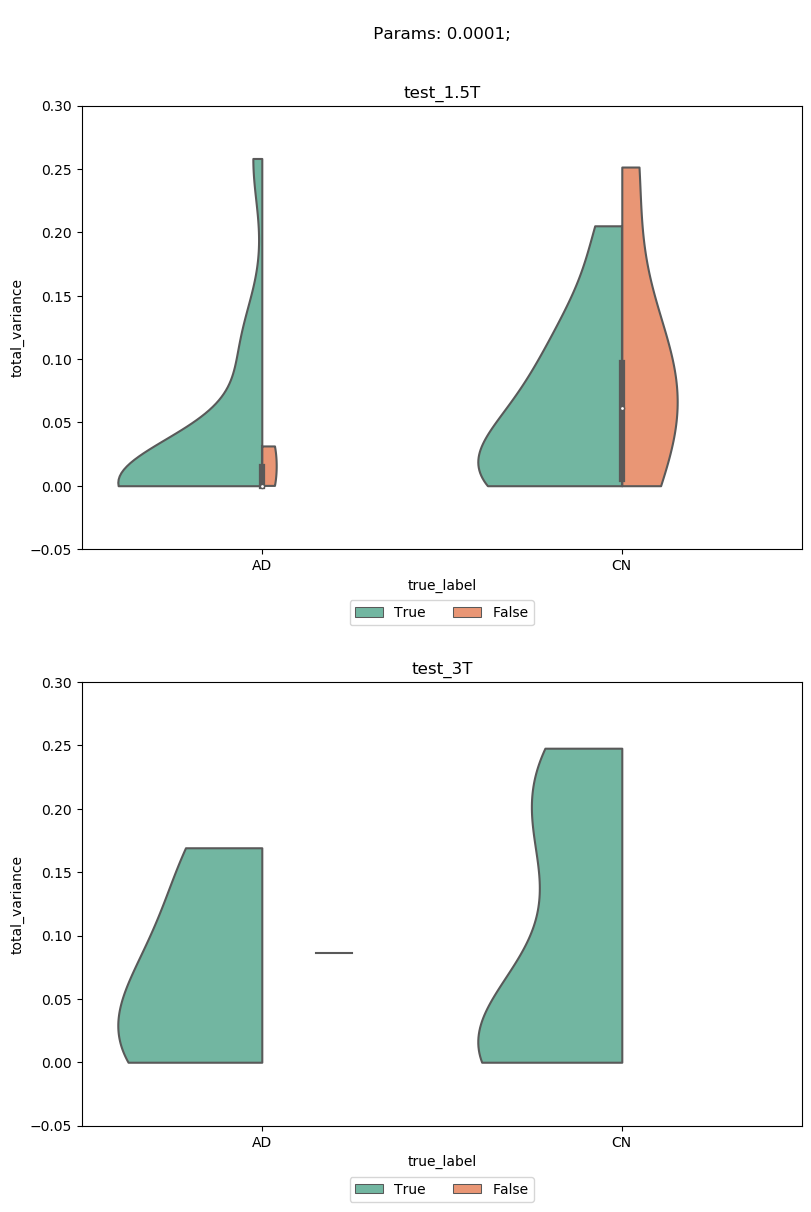 Params: 0.0001;
test_1.5T
0.30
0.25
0.20
0.15
0.10
0.05
0.00
−0.05
total_variance
AD CN
true_label
True False
test_3T
0.30
0.25
0.20
0.15
0.10
0.05
0.00
−0.05
total_variance
AD CN
true_label
True False